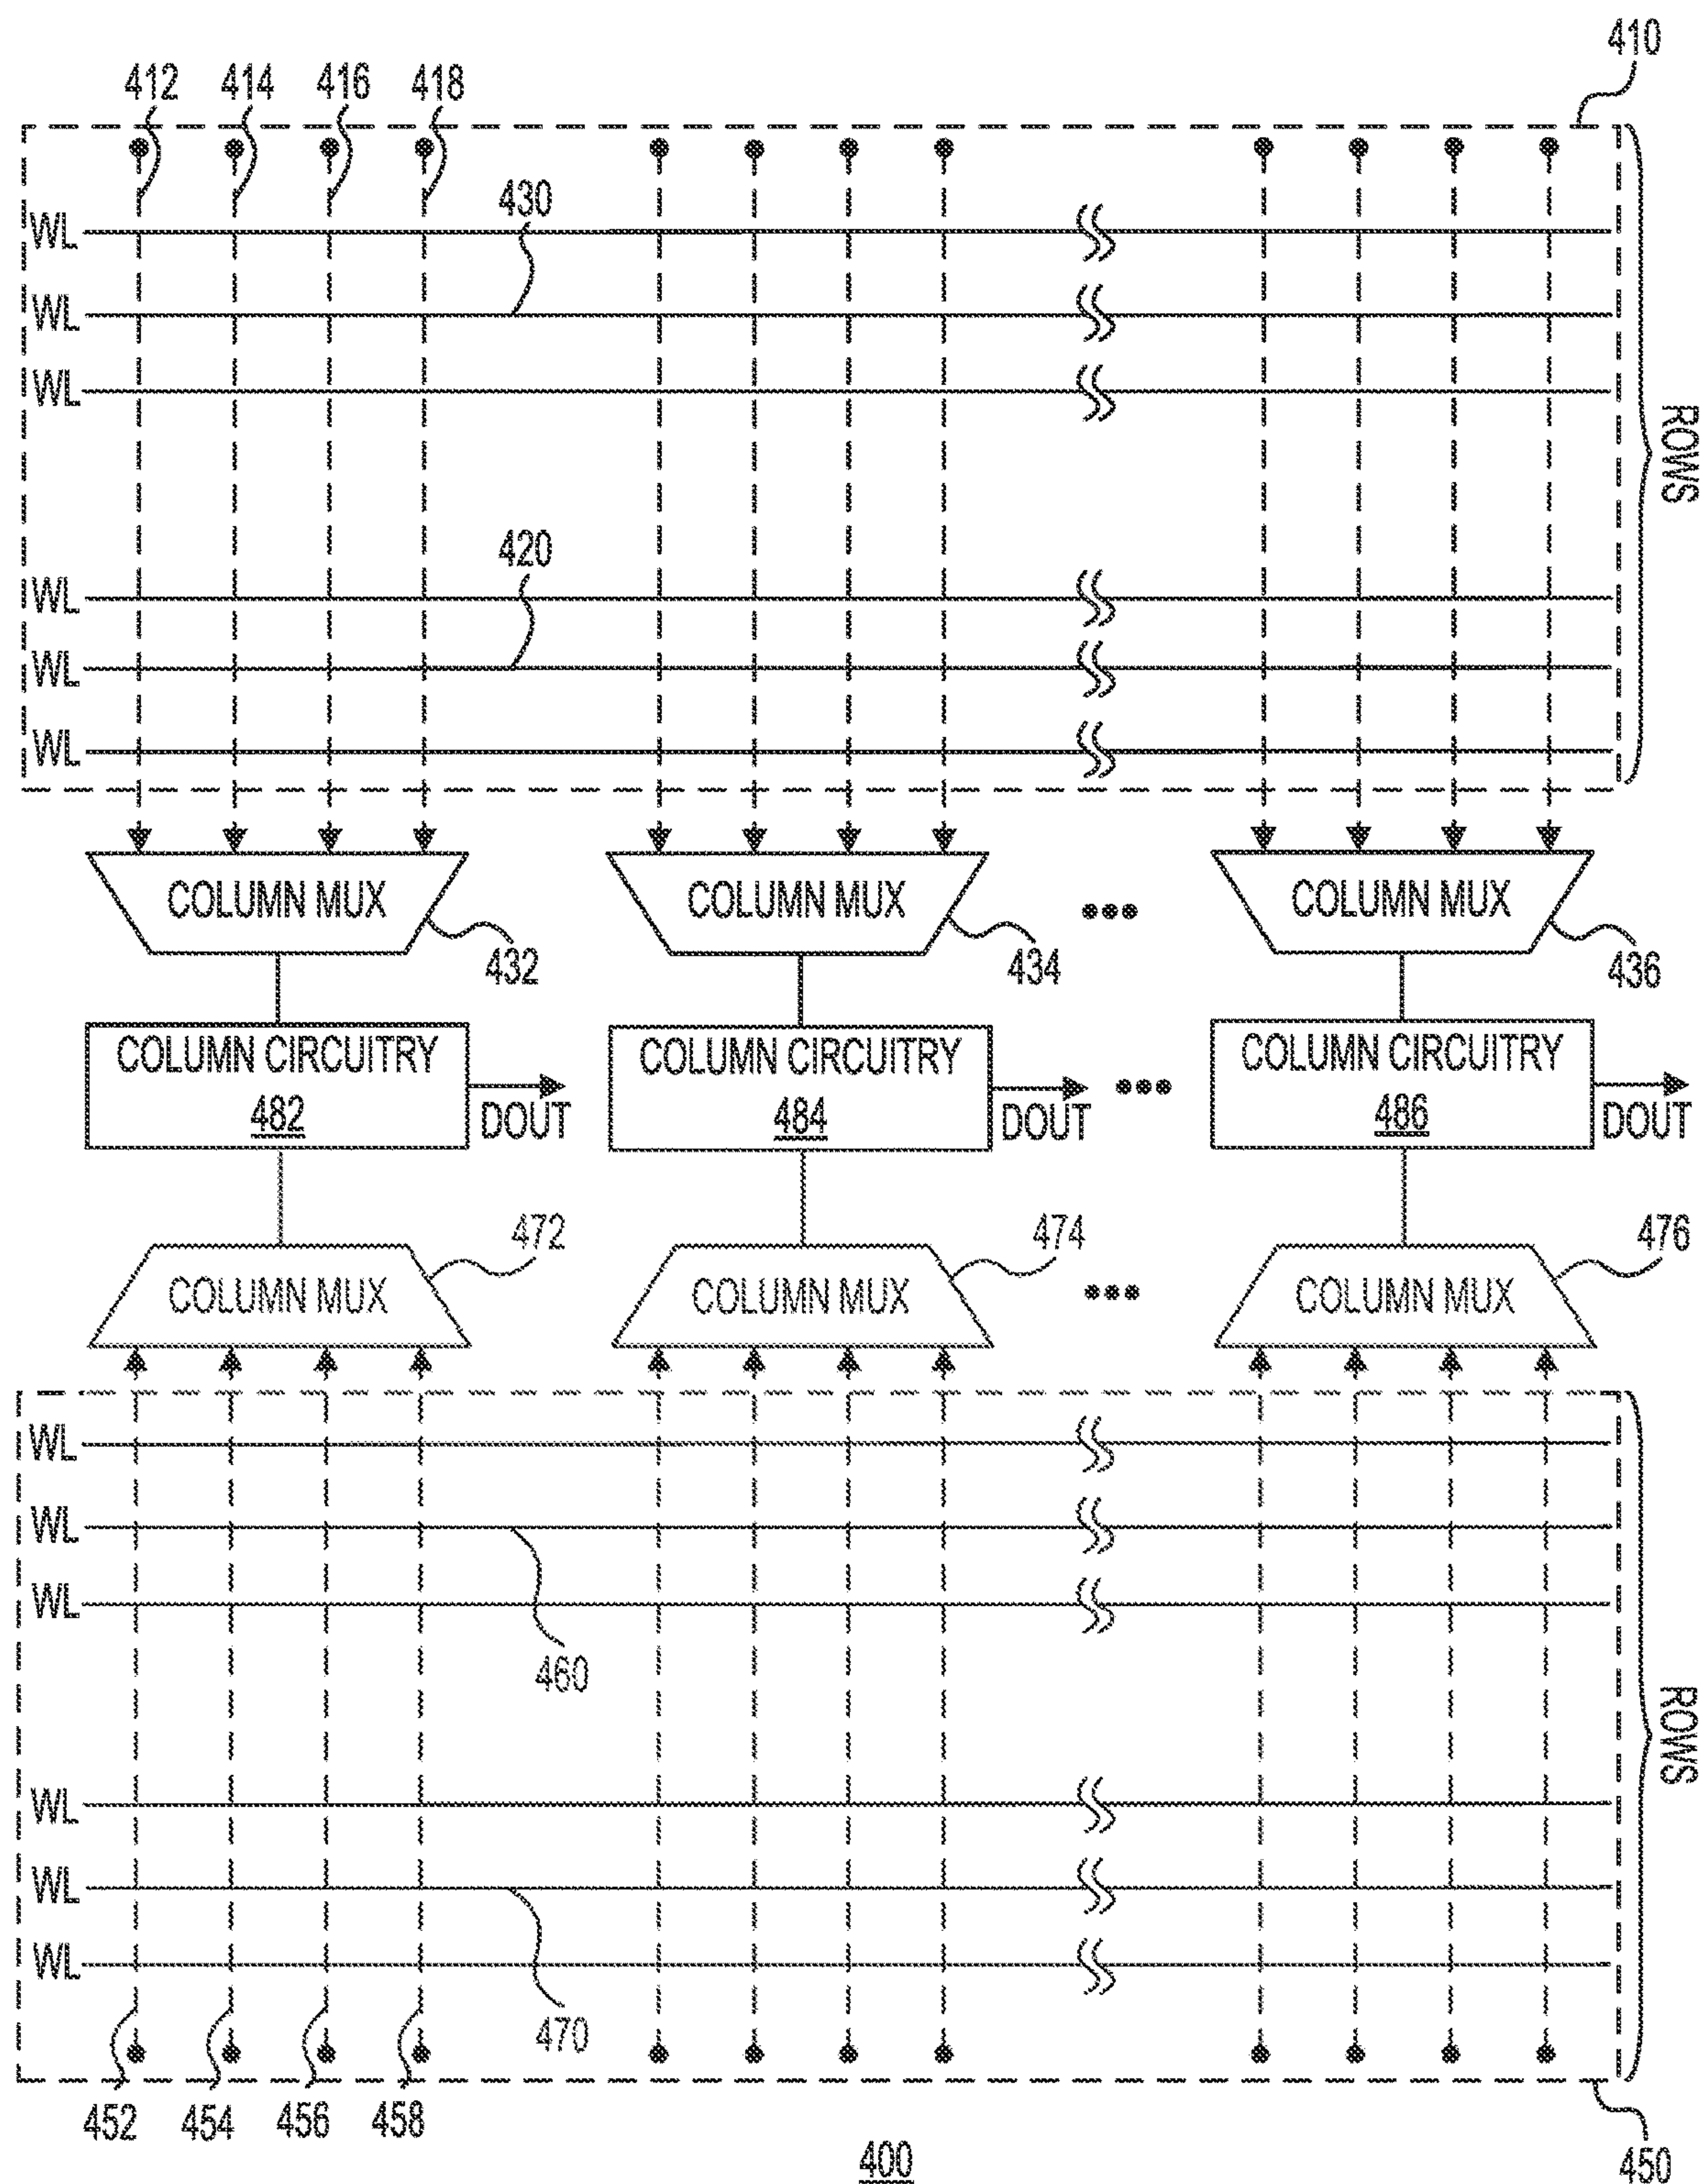 410
412 414 416 418
WL
430
WL
WL
ROWS
420
WL
WL
WL
COLUMN MUX COLUMN MUX ••• COLUMN MUX
432 434 436
COLUMN CIRCUITRY COLUMN CIRCUITRY COLUMN CIRCUITRY
482 DOUT 484 DOUT ••• 486 DOUT
472 474 476
COLUMN MUX COLUMN MUX ••• COLUMN MUX
WL
WL
WL
460
ROWS
WL
WL
WL
470
452 454 456 458
400
450